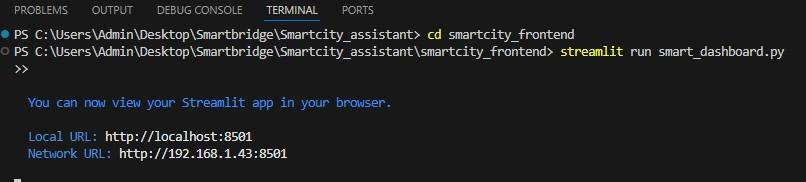 PROBLEMS OUTPUT DEBUG CONSOLE TERMINAL PORTS
PS C:\Users\Admin\Desktop\Smartbridge\Smartcity_assistant> cd smartcity_frontend
PS C:\Users\Admin\Desktop\Smartbridge\Smartcity_assistant\smartcity_frontend> streamlit run smart_dashboard.py
>>
You can now view your Streamlit app in your browser.
Local URL: http://localhost:8501
Network URL: http://192.168.1.43:8501